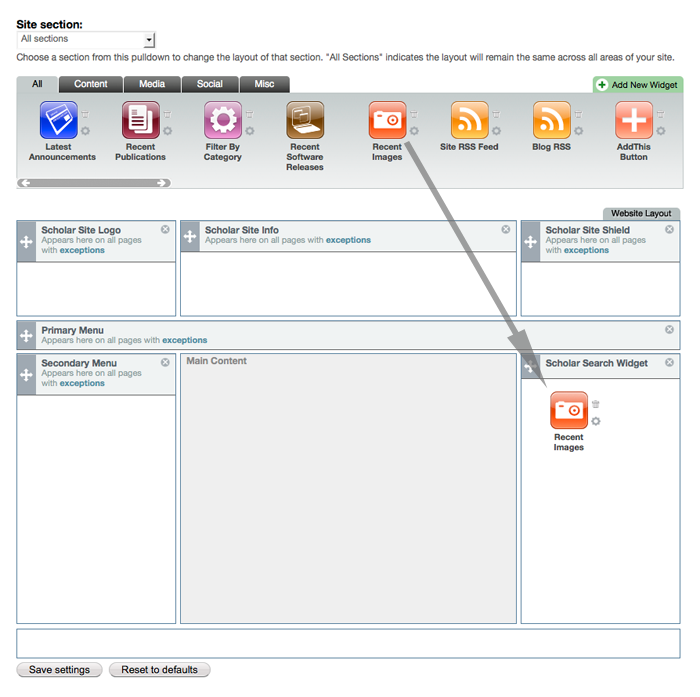 Site section:
All sections
Choose a section from this pulldown to change the layout of that section. "All Sections" indicates the layout will remain the same across all areas of your site.
All Content Media Social Misc
Add New Widget
Latest
Announcements
Recent
Publications
Filter By
Category
Recent
Software
Releases
Recent
Images
Site RSS Feed
Blog RSS
AddThis
Button
Website Layout
Scholar Site Logo
Appears here on all pages
with exceptions
Scholar Site Info
Appears here on all pages with exceptions
Scholar Site Shield
Appears here on all pages
with exceptions
Primary Menu
Appears here on all pages with exceptions
Secondary Menu
Appears here on all pages
with exceptions
Main Content
Scholar Search Widget
Recent
Images
Save settings Reset to defaults